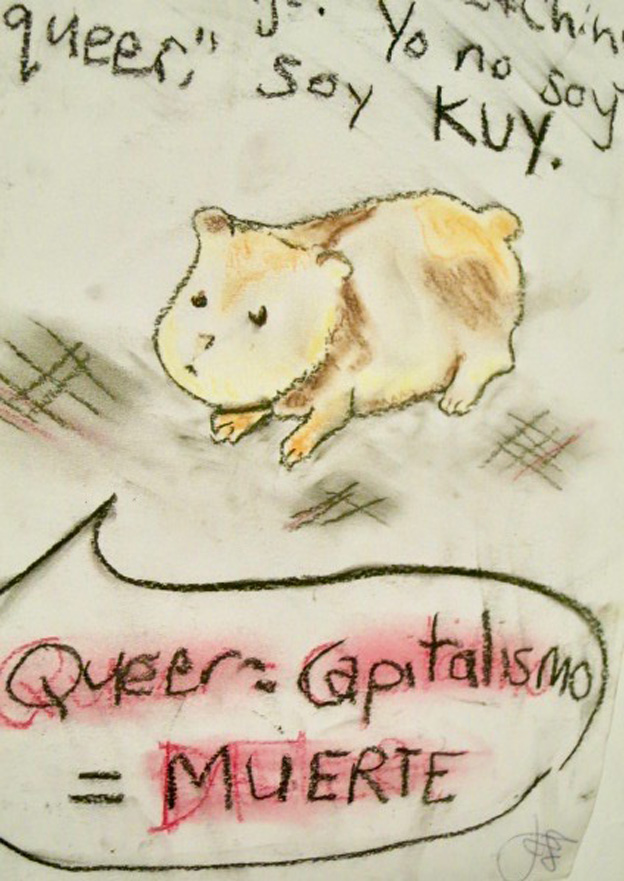 queer," Yo no soy
soy KUY.
Queer = Capitalismo
= MUERTE